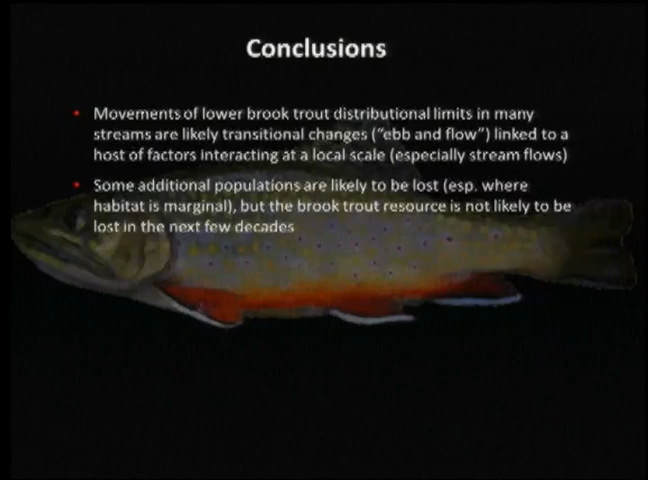 Conclusions
• Movements of lower brook trout distributional limits in many
streams are likely transitional changes ("ebb and flow") linked to a
host of factors interacting at a local scale (especially stream flows)
• Some additional populations are likely to be lost (esp. where
habitat is marginal), but the brook trout resource is not likely to be
lost in the next few decades